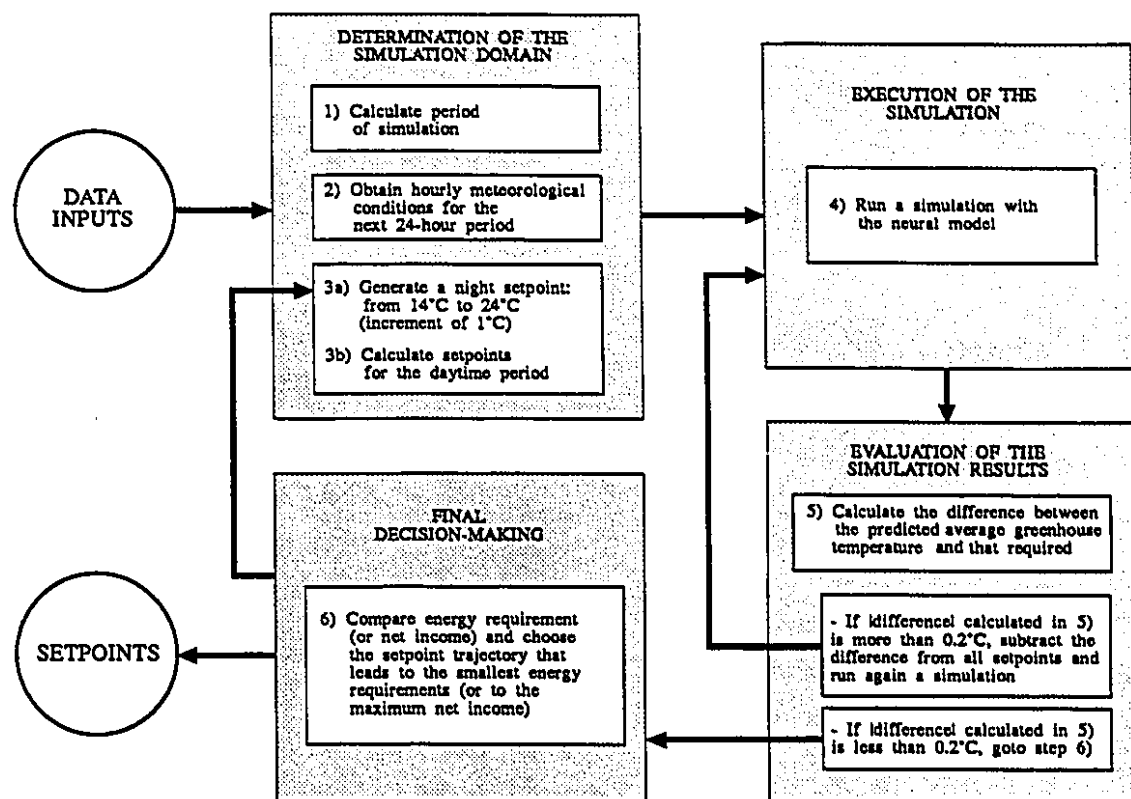 DATA
INPUTS
DETERMINATION OF THE
SIMULATION DOMAIN
1) Calculate period
of simulation
2) Obtain hourly meteorological
conditions for the
next 24-hour period
3a) Generate a night setpoint:
from 14°C to 24°C
(increment of 1°C)
3b) Calculate setpoints
for the daytime period
EXECUTION OF THE
SIMULATION
4) Run a simulation with
the neural model
EVALUATION OF THE
SIMULATION RESULTS
5) Calculate the difference between
the predicted average greenhouse
temperature and that required
- If |difference| calculated in 5)
is more than 0.2°C, subtract the
difference from all setpoints and
run again a simulation
- If |difference| calculated in 5)
is less than 0.2°C, goto step 6)
FINAL
DECISION-MAKING
6) Compare energy requirement
(or net income) and choose
the setpoint trajectory that
leads to the smallest energy
requirements (or to the
maximum net income)
SETPOINTS